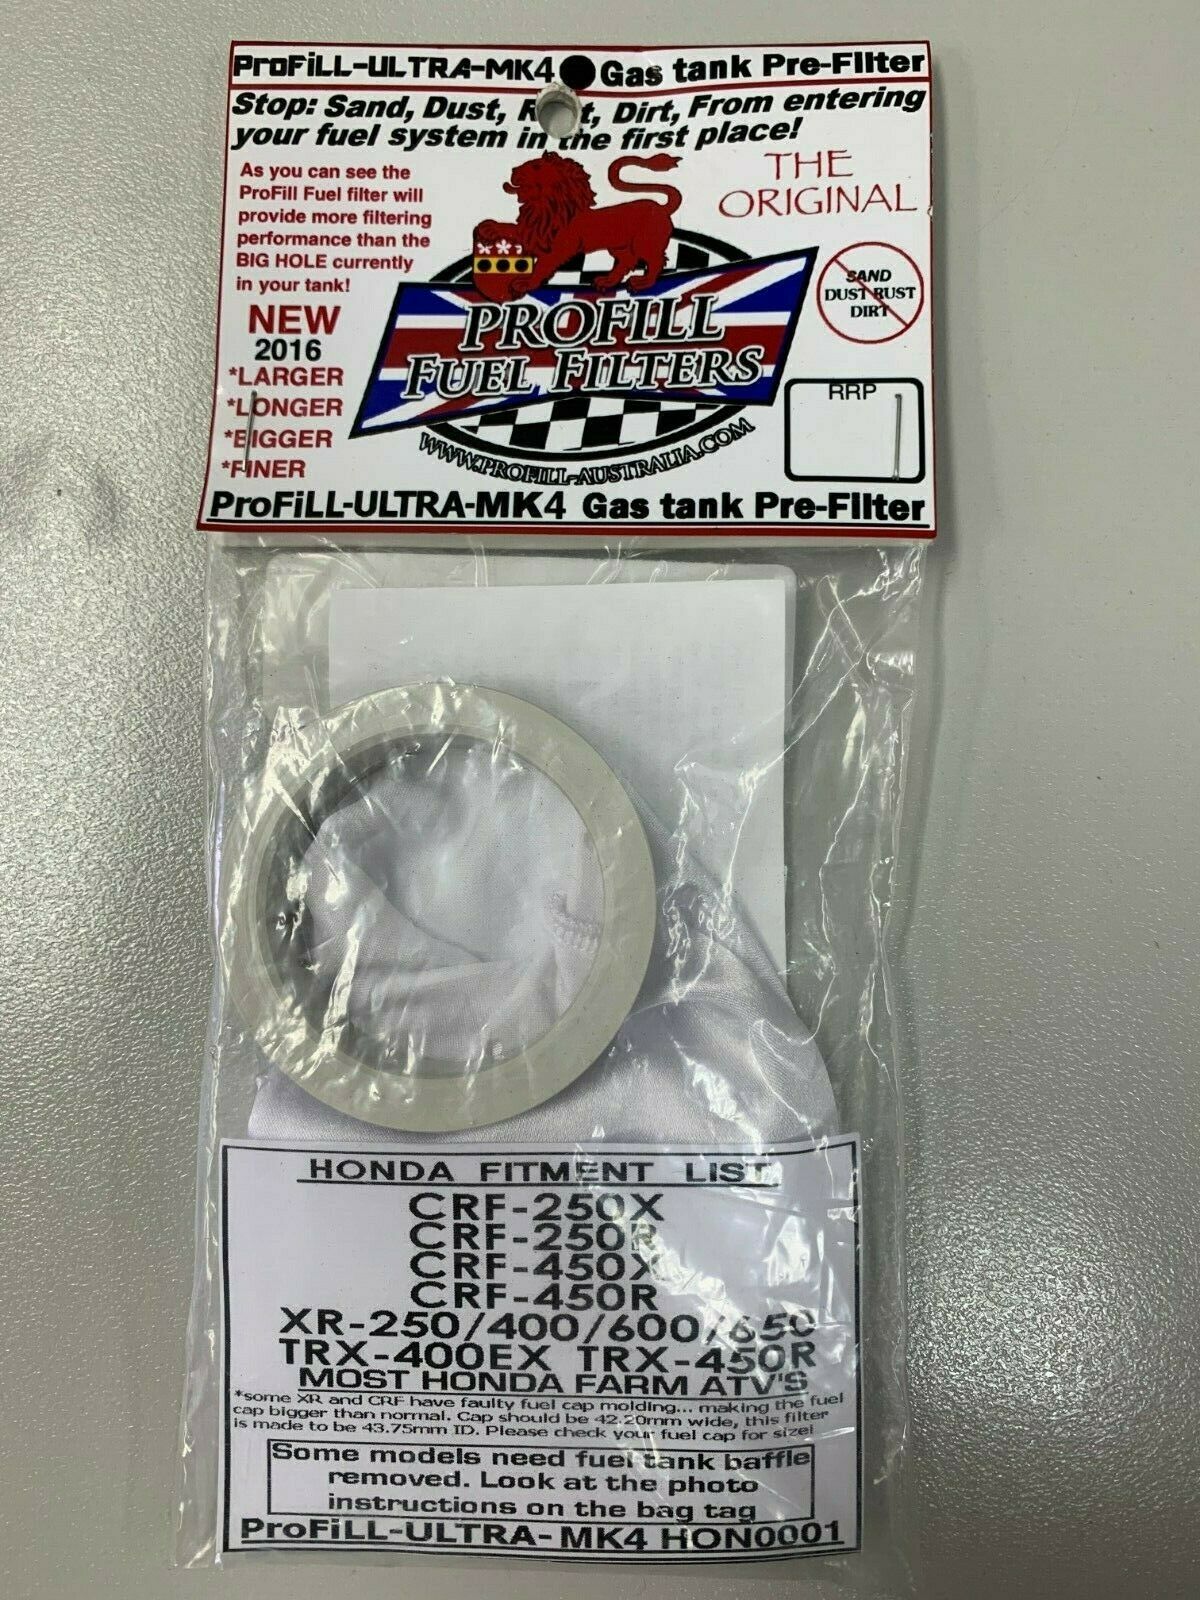 ProFiLL-ULTRA-MK4 Gas tank Pre-FIlter
Stop: Sand, Dust, Dirt, From entering
your fuel system in the first place!
As you can see the
ProFill Fuel filter will
provide more filtering
performance than the
BIG HOLE currently
in your tank!
NEW
2016
*LARGER
*LONGER
*BIGGER
*FINER
THE
ORIGINAL
SAND
DUST RUST
DIRT
PROFILL
FUEL FILTERS
WWW.PROFILL-AUSTRALIA.COM
RRP
ProFiLL-ULTRA-MK4 Gas tank Pre-FIlter
HONDA FITMENT LIST
CRF-250X
CRF-250R
CRF-450X
CRF-450R
XR-250/400/600/650
TRX-400EX TRX-450R
MOST HONDA FARM ATV'S
*some XR and CRF have faulty fuel cap molding... making the fuel
cap bigger than normal. Cap should be 42.20mm wide, this filter
is made to be 43.75mm ID. Please check your fuel cap for size!
Some models need fuel tank baffle
removed. Look at the photo
instructions on the bag tag
ProFiLL-ULTRA-MK4 HON0001